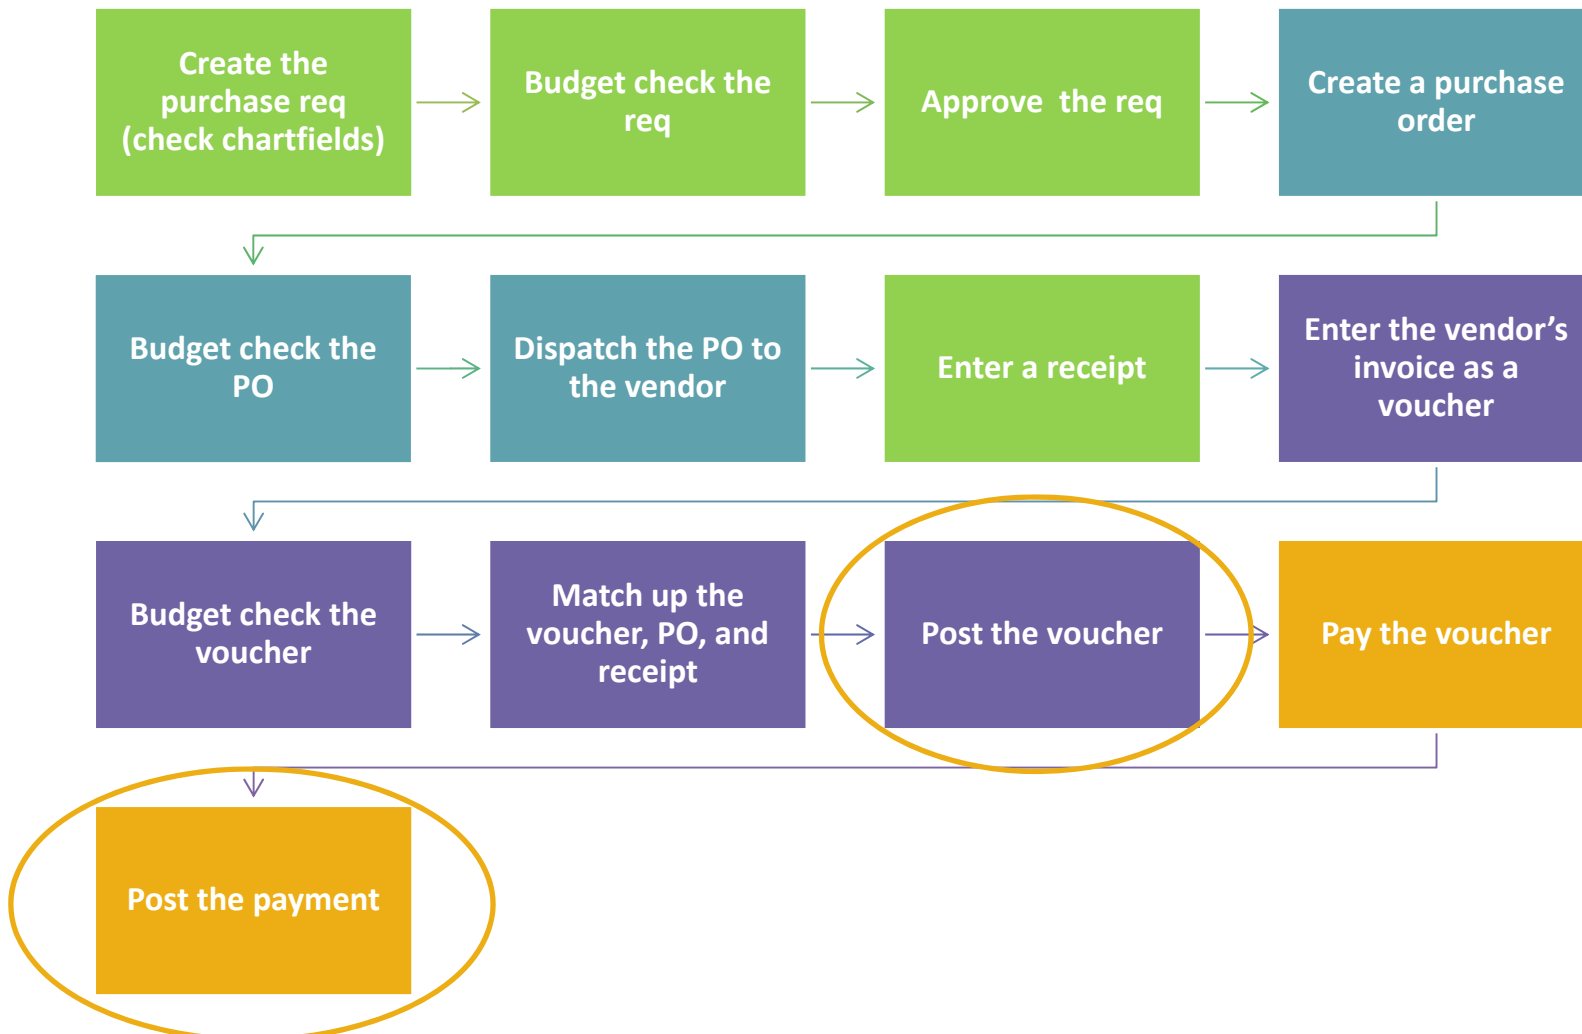 Create the
purchase req
(check chartfields)
Budget check the
req
Approve  the req
Create a purchase
order
Budget check the
PO
Dispatch the PO to
the vendor
Enter a receipt
Enter the vendor’s
invoice as a
voucher
Budget check the
voucher
Match up the
voucher, PO, and
receipt
Post the voucher
Pay the voucher
Post the payment